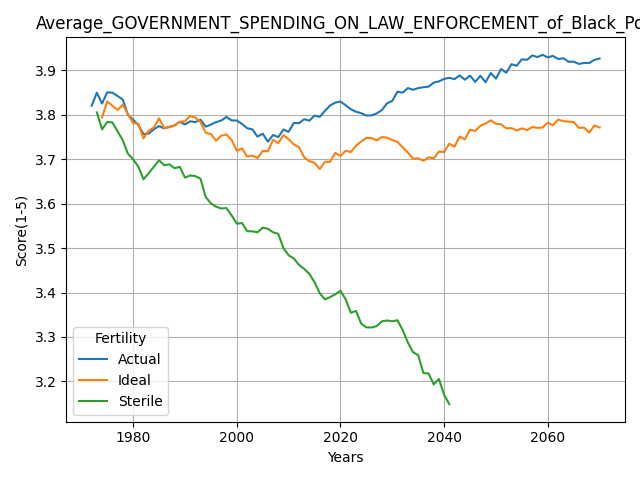 Average_GOVERNMENT_SPENDING_ON_LAW_ENFORCEMENT_of_Black_Po
Score(1-5)
3.9
3.8
3.7
3.6
3.5
3.4
3.3
3.2
Fertility
Actual
Ideal
Sterile
1980
2000
2020
2040
2060
Years